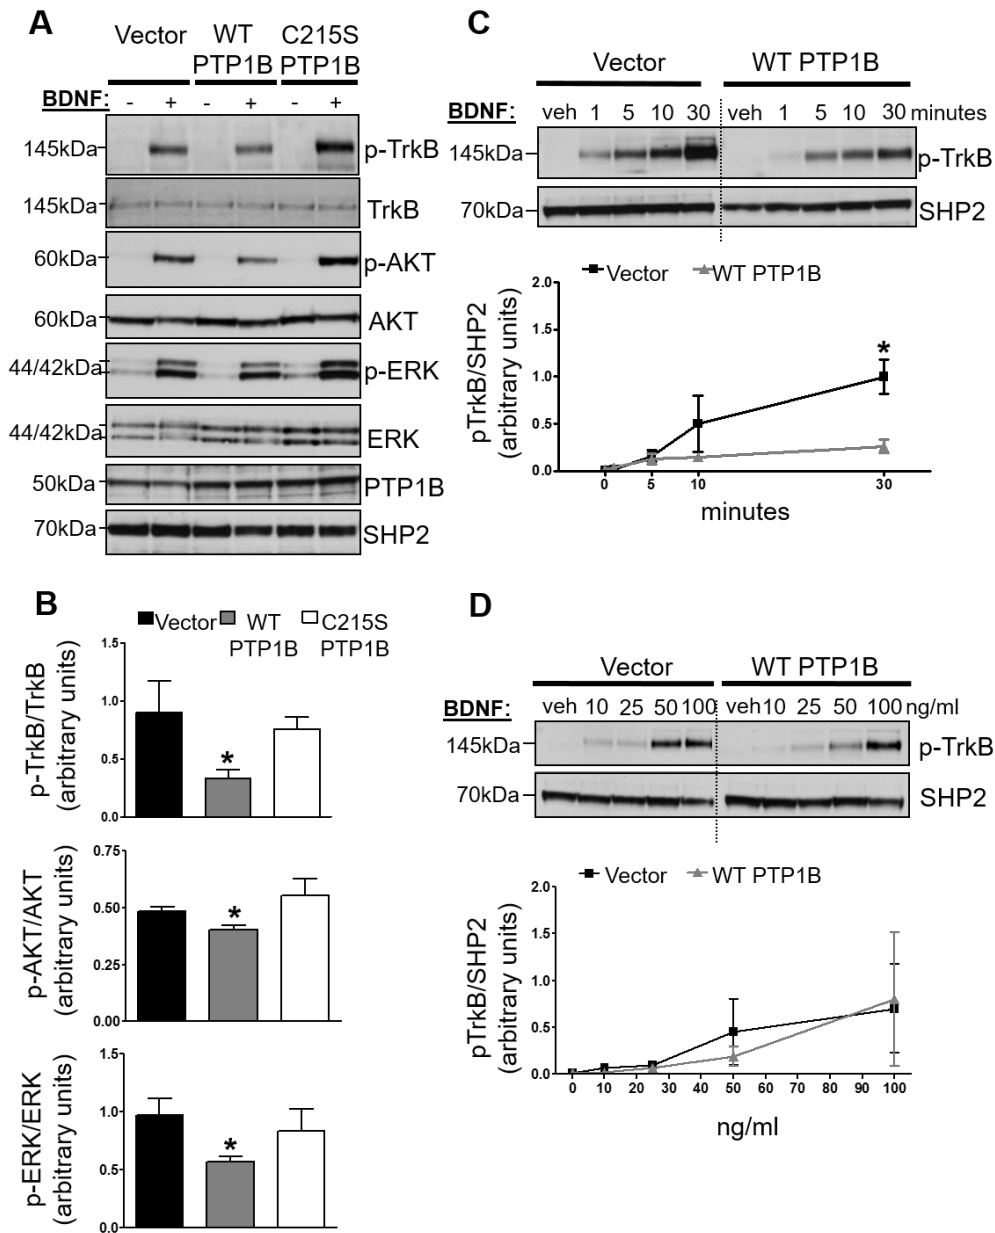 A
Vector WT C215S
PTP1B PTP1B
BDNF: - + - + - +
145kDa p-TrkB
145kDa TrkB
60kDa p-AKT
60kDa AKT
44/42kDa p-ERK
44/42kDa ERK
50kDa PTP1B
70kDa SHP2
B
Vector WT C215S
PTP1B PTP1B
p-TrkB/TrkB
(arbitrary units)
1.5
1.0
0.5
0.0
*
p-AKT/AKT
(arbitrary units)
0.75
0.50
0.25
0.00
*
p-ERK/ERK
(arbitrary units)
1.5
1.0
0.5
0.0
*
C
Vector WT PTP1B
BDNF: veh 1 5 10 30 veh 1 5 10 30 minutes
145kDa p-TrkB
70kDa SHP2
Vector WT PTP1B
pTrkB/SHP2
(arbitrary units)
2.0
1.5
1.0
0.5
0.0
*
0 5 10 30
minutes
D
Vector WT PTP1B
BDNF: veh 10 25 50 100 veh 10 25 50 100 ng/ml
145kDa p-TrkB
70kDa SHP2
Vector WT PTP1B
pTrkB/SHP2
(arbitrary units)
2.0
1.5
1.0
0.5
0.0
0 10 20 30 40 50 60 70 80 90 100
ng/ml